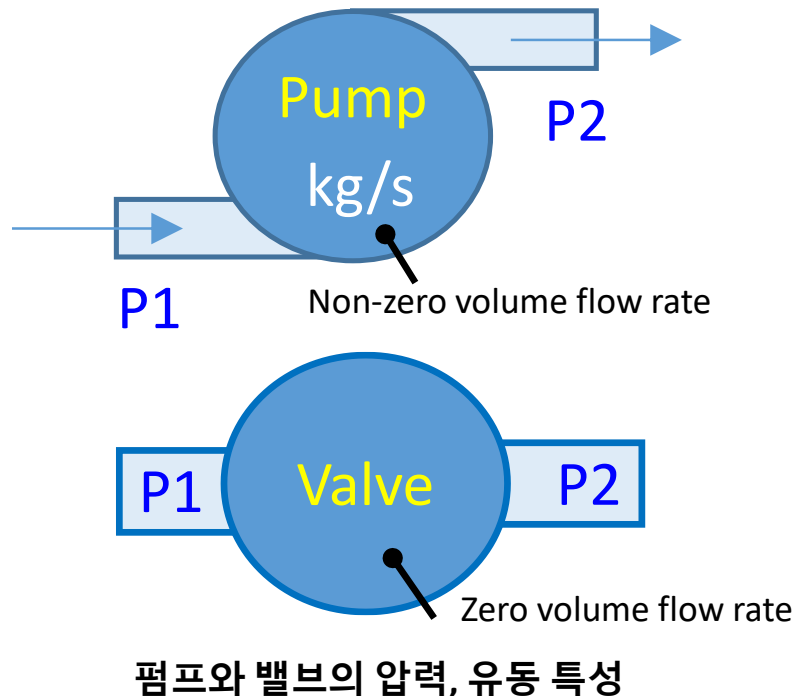 Pump
kg/s
P2
P1
Non-zero volume flow rate
P1
Valve
P2
Zero volume flow rate
펌프와 밸브의 압력, 유동 특성